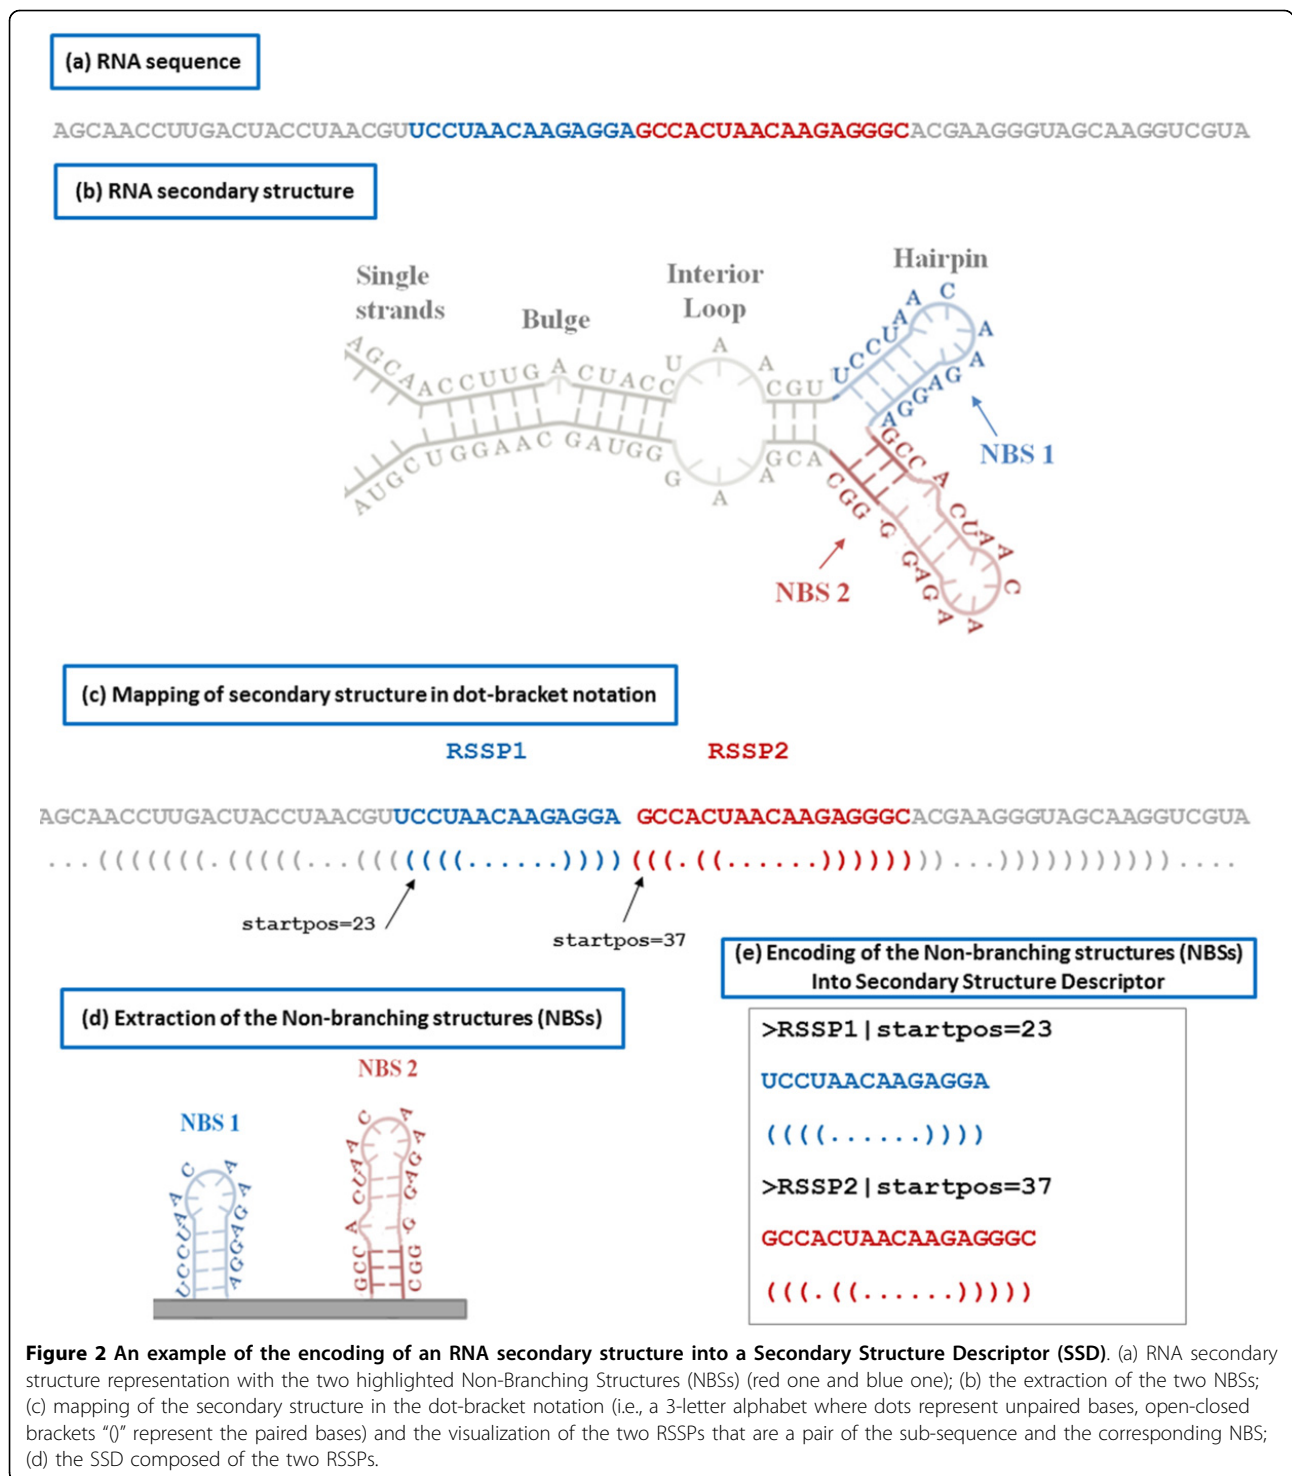 (a) RNA sequence
AGCAACCUUGACUACCUAACGUUCCUAACAAGAGGAGCCACUAACAAGAGGGCACGAAGGGUAGCAAGGUCGUA
(b) RNA secondary structure
Single
strands
Bulge
Interior
Loop
Hairpin
AGCAACCUUGACUACCUAACGU
UCCUAACAAGAGGA
NBS 1
GCCACUAACAAGAGGGC
NBS 2
AUGCUGGAACGAUGGGAAGCA
(c) Mapping of secondary structure in dot-bracket notation
RSSP1 RSSP2
AGCAACCUUGACUACCUAACGUUCCUAACAAGAGGA GCCACUAACAAGAGGGCACGAAGGGUAGCAAGGUCGUA
...(((((((.(((((...(((((((......))))(((.((......))))))))...)))))))))))....
startpos=23
startpos=37
(d) Extraction of the Non-branching structures (NBSs)
NBS 1
UCCUAACAAGAGGA
NBS 2
GCCACUAACAAGAGGGC
(e) Encoding of the Non-branching structures (NBSs)
Into Secondary Structure Descriptor
>RSSP1|startpos=23
UCCUAACAAGAGGA
((((......))))
>RSSP2|startpos=37
GCCACUAACAAGAGGGC
(((.((......)))))
Figure 2 An example of the encoding of an RNA secondary structure into a Secondary Structure Descriptor (SSD). (a) RNA secondary
structure representation with the two highlighted Non-Branching Structures (NBSs) (red one and blue one); (b) the extraction of the two NBSs;
(c) mapping of the secondary structure in the dot-bracket notation (i.e., a 3-letter alphabet where dots represent unpaired bases, open-closed
brackets "()" represent the paired bases) and the visualization of the two RSSPs that are a pair of the sub-sequence and the corresponding NBS;
(d) the SSD composed of the two RSSPs.